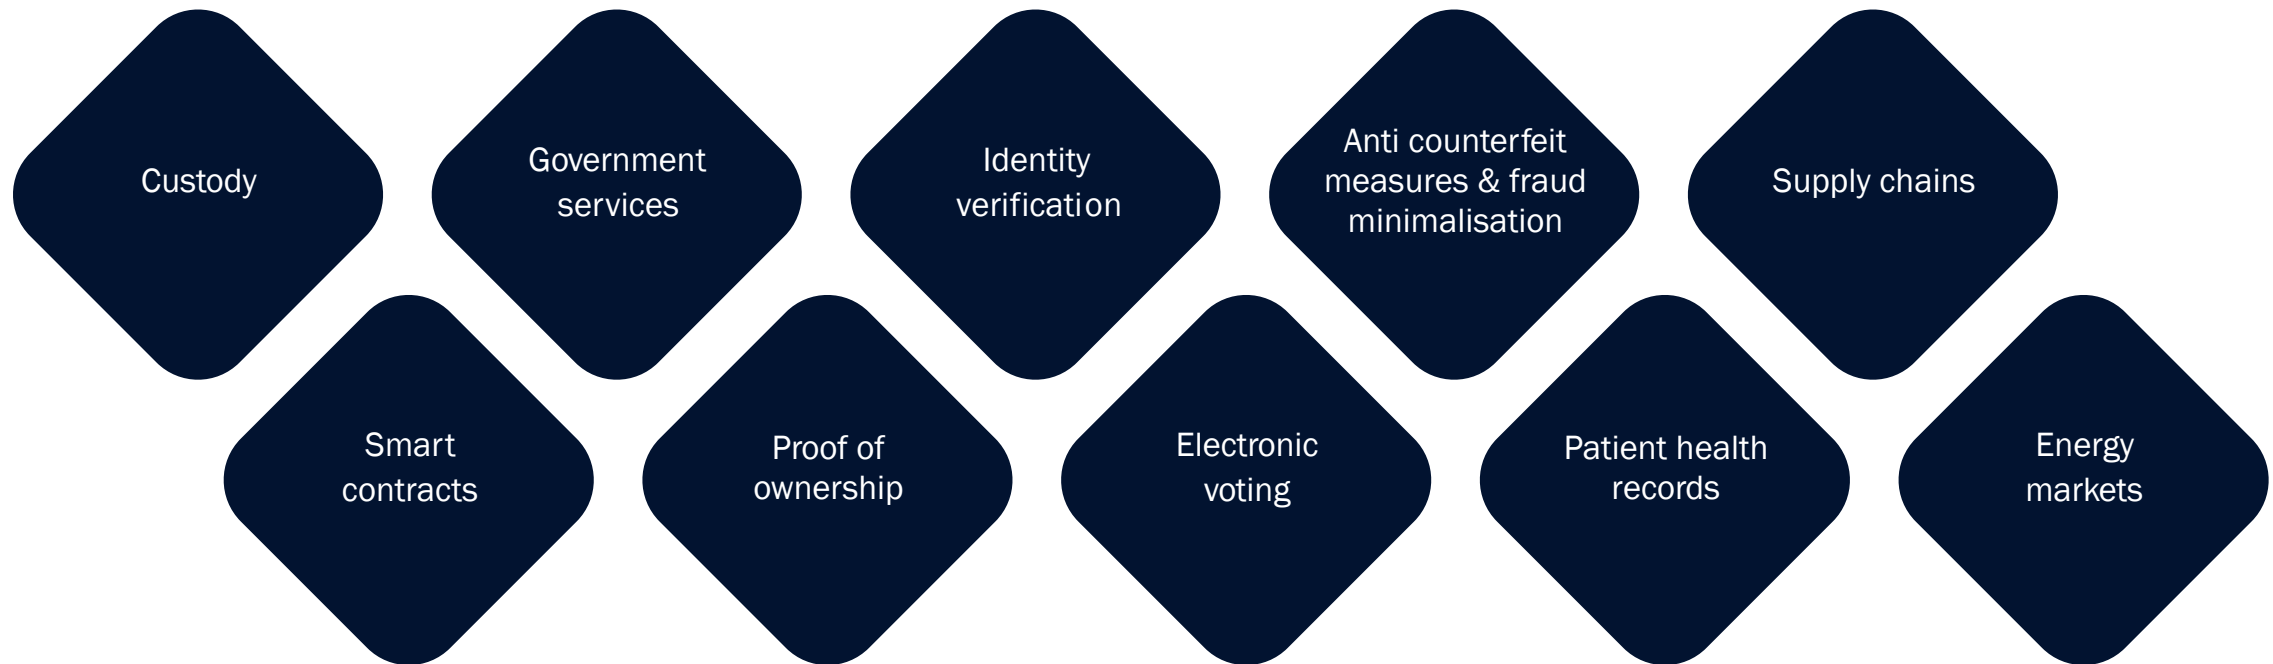 Custody
Government
services
Identity
verification
Anti counterfeit
measures & fraud
minimalisation
Supply chains
Smart
contracts
Proof of
ownership
Electronic
voting
Patient health
records
Energy
markets